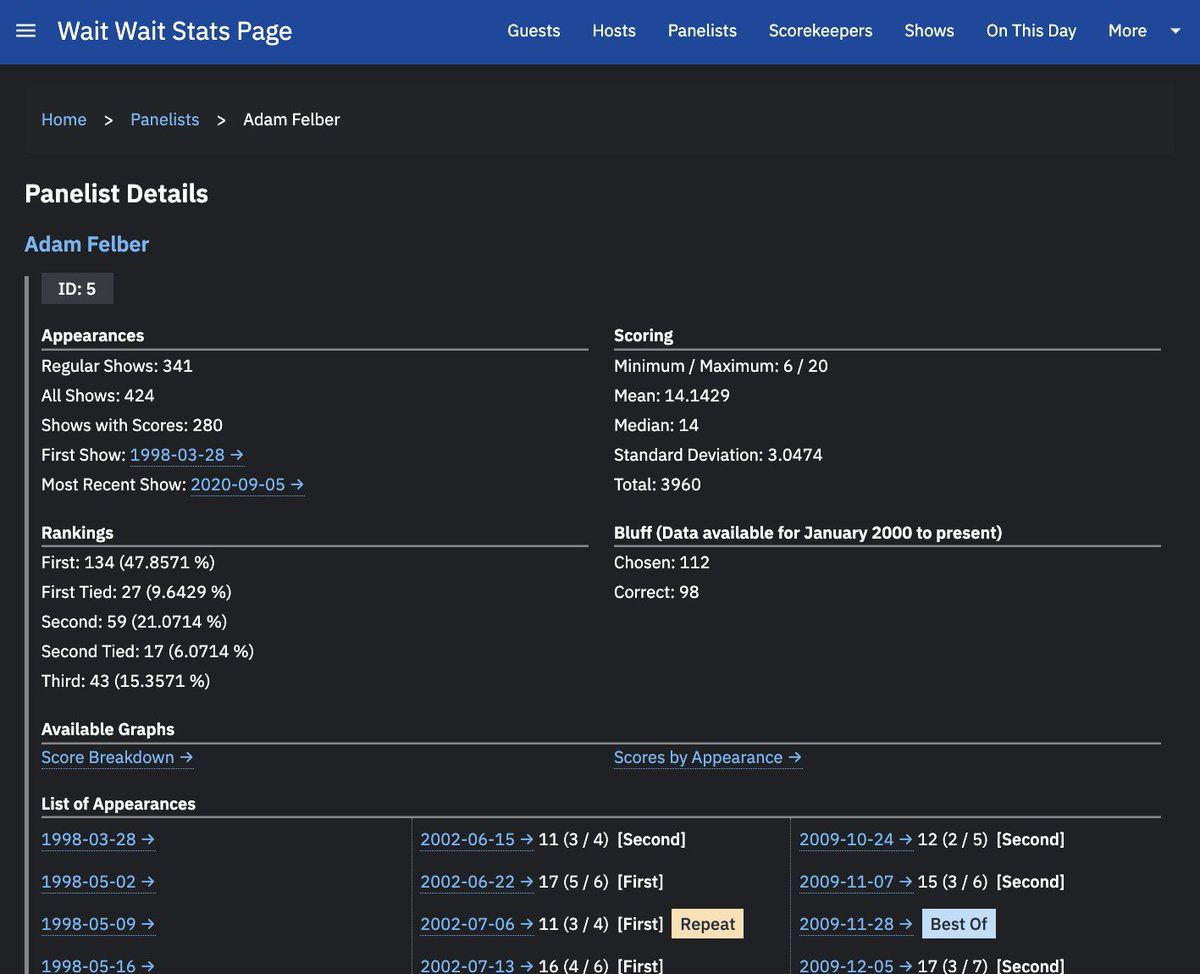 Wait Wait Stats Page
Guests Hosts Panelists Scorekeepers Shows On This Day More
Home > Panelists > Adam Felber
Panelist Details
Adam Felber
ID: 5
Appearances
Regular Shows: 341
All Shows: 424
Shows with Scores: 280
First Show: 1998-03-28 →
Most Recent Show: 2020-09-05 →
Scoring
Minimum / Maximum: 6 / 20
Mean: 14.1429
Median: 14
Standard Deviation: 3.0474
Total: 3960
Rankings
First: 134 (47.8571 %)
First Tied: 27 (9.6429 %)
Second: 59 (21.0714 %)
Second Tied: 17 (6.0714 %)
Third: 43 (15.3571 %)
Bluff (Data available for January 2000 to present)
Chosen: 112
Correct: 98
Available Graphs
Score Breakdown →
Scores by Appearance →
List of Appearances
1998-03-28 →
1998-05-02 →
1998-05-09 →
1998-05-16 →
2002-06-15 → 11 (3 / 4) [Second]
2002-06-22 → 17 (5 / 6) [First]
2002-07-06 → 11 (3 / 4) [First] Repeat
2002-07-13 → 16 (4 / 6) [First]
2009-10-24 → 12 (2 / 5) [Second]
2009-11-07 → 15 (3 / 6) [Second]
2009-11-28 → Best Of
2009-12-05 → 17 (3 / 7) [Second]